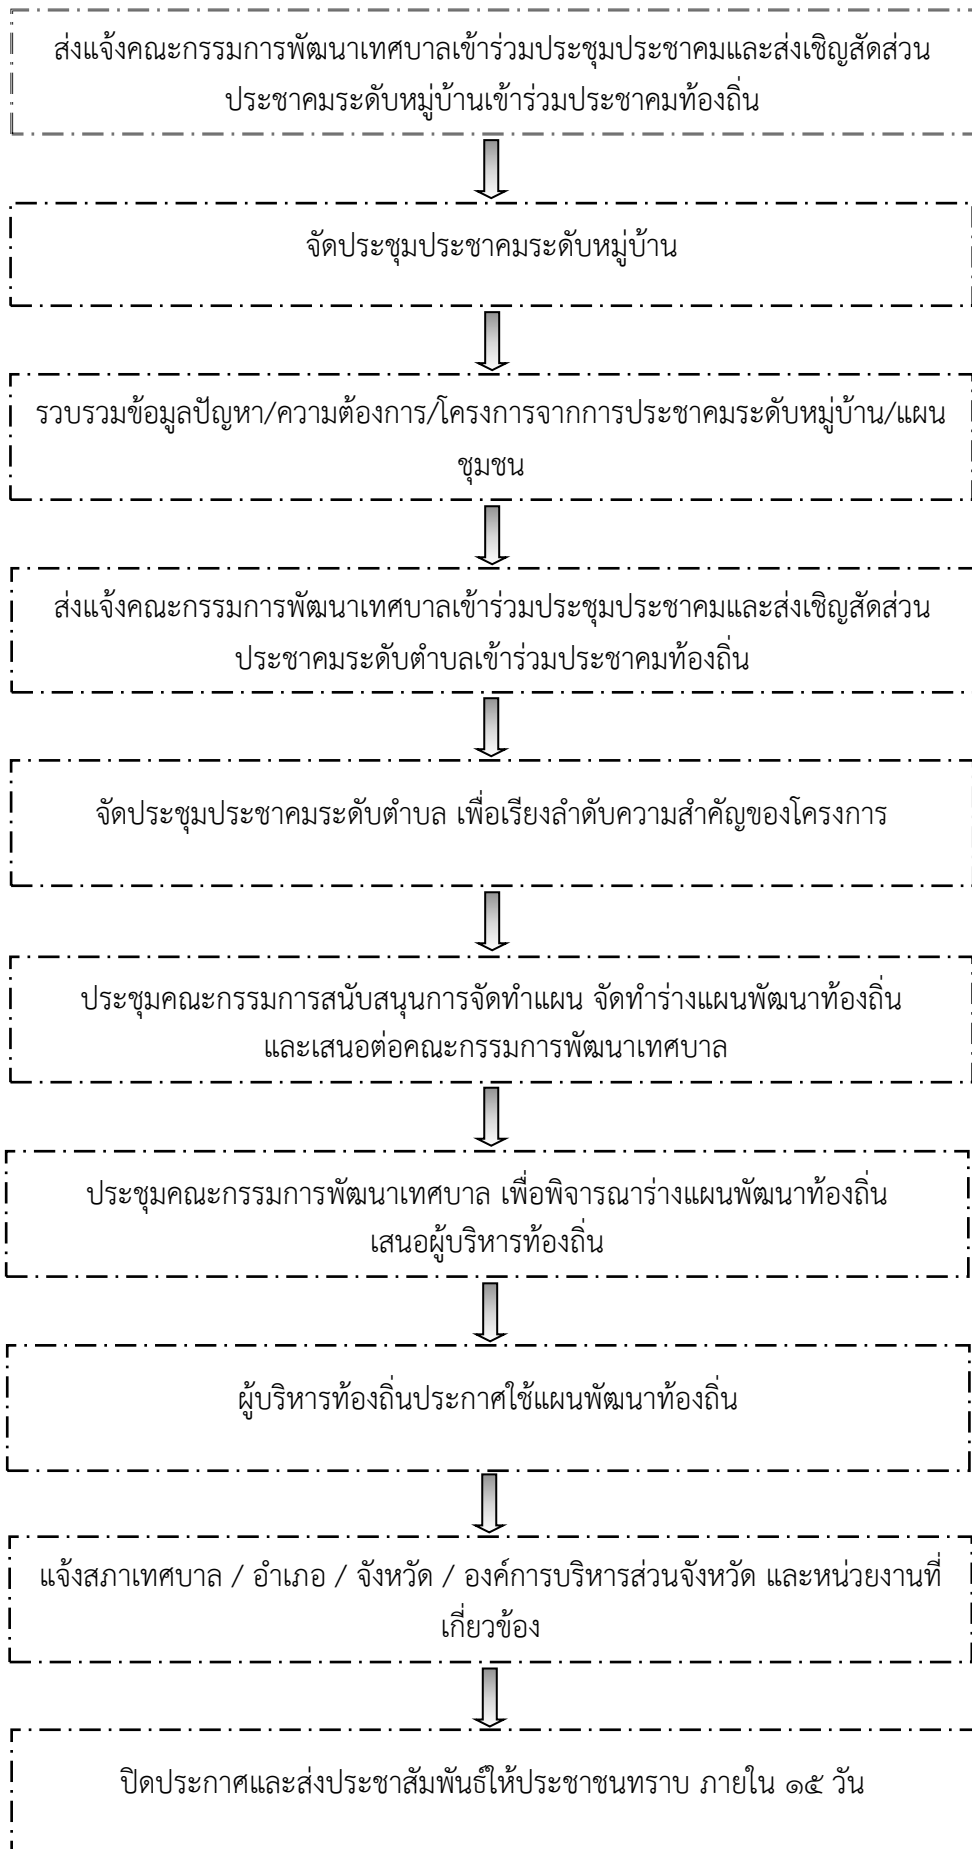 ส่งแจ้งคณะกรรมการพัฒนาเทศบาลเข้าร่วมประชุมประชาคมและส่งเชิญสัดส่วน
ประชาคมระดับหมู่บ้านเข้าร่วมประชาคมท้องถิ่น
จัดประชุมประชาคมระดับหมู่บ้าน
รวบรวมข้อมูลปัญหา/ความต้องการ/โครงการจากการประชาคมระดับหมู่บ้าน/แผน
ชุมชน
ส่งแจ้งคณะกรรมการพัฒนาเทศบาลเข้าร่วมประชุมประชาคมและส่งเชิญสัดส่วน
ประชาคมระดับตำบลเข้าร่วมประชาคมท้องถิ่น
จัดประชุมประชาคมระดับตำบล เพื่อเรียงลำดับความสำคัญของโครงการ
ประชุมคณะกรรมการสนับสนุนการจัดทำแผน จัดทำร่างแผนพัฒนาท้องถิ่น
และเสนอต่อคณะกรรมการพัฒนาเทศบาล
ประชุมคณะกรรมการพัฒนาเทศบาล เพื่อพิจารณาร่างแผนพัฒนาท้องถิ่น
เสนอผู้บริหารท้องถิ่น
ผู้บริหารท้องถิ่นประกาศใช้แผนพัฒนาท้องถิ่น
แจ้งสภาเทศบาล / อำเภอ / จังหวัด / องค์การบริหารส่วนจังหวัด และหน่วยงานที่
เกี่ยวข้อง
ปิดประกาศและส่งประชาสัมพันธ์ให้ประชาชนทราบ ภายใน ๑๕ วัน